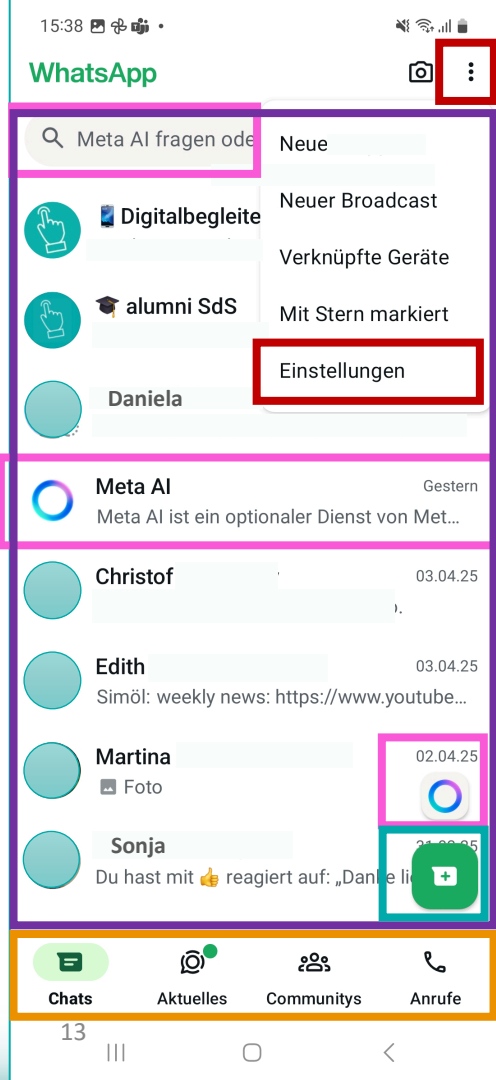 15:38
WhatsApp
Meta AI fragen ode
Neue
Neuer Broadcast
Verknüpfte Geräte
Mit Stern markiert
Einstellungen
Digitalbegleite
alumni SdS
Daniela
Meta AI Gestern
Meta AI ist ein optionaler Dienst von Met...
Christof 03.04.25
Edith 03.04.25
Simöl: weekly news: https://www.youtube...
Martina 02.04.25
Foto
Sonja
Du hast mit 👍 reagiert auf: „Danke
Chats Aktuelles Communitys Anrufe
13